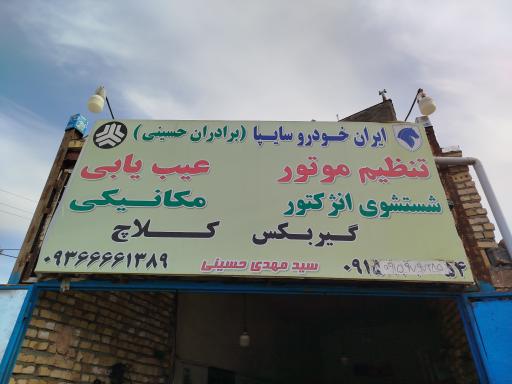 ایران خودرو سایپا (برادران حسینی)
تنظیم موتور عیب یابی
شستشوی انژکتور مکانیکی
گیربکس کلاچ
سید مهدی حسینی ۰۹۳۶۶۶۶۱۳۸۹